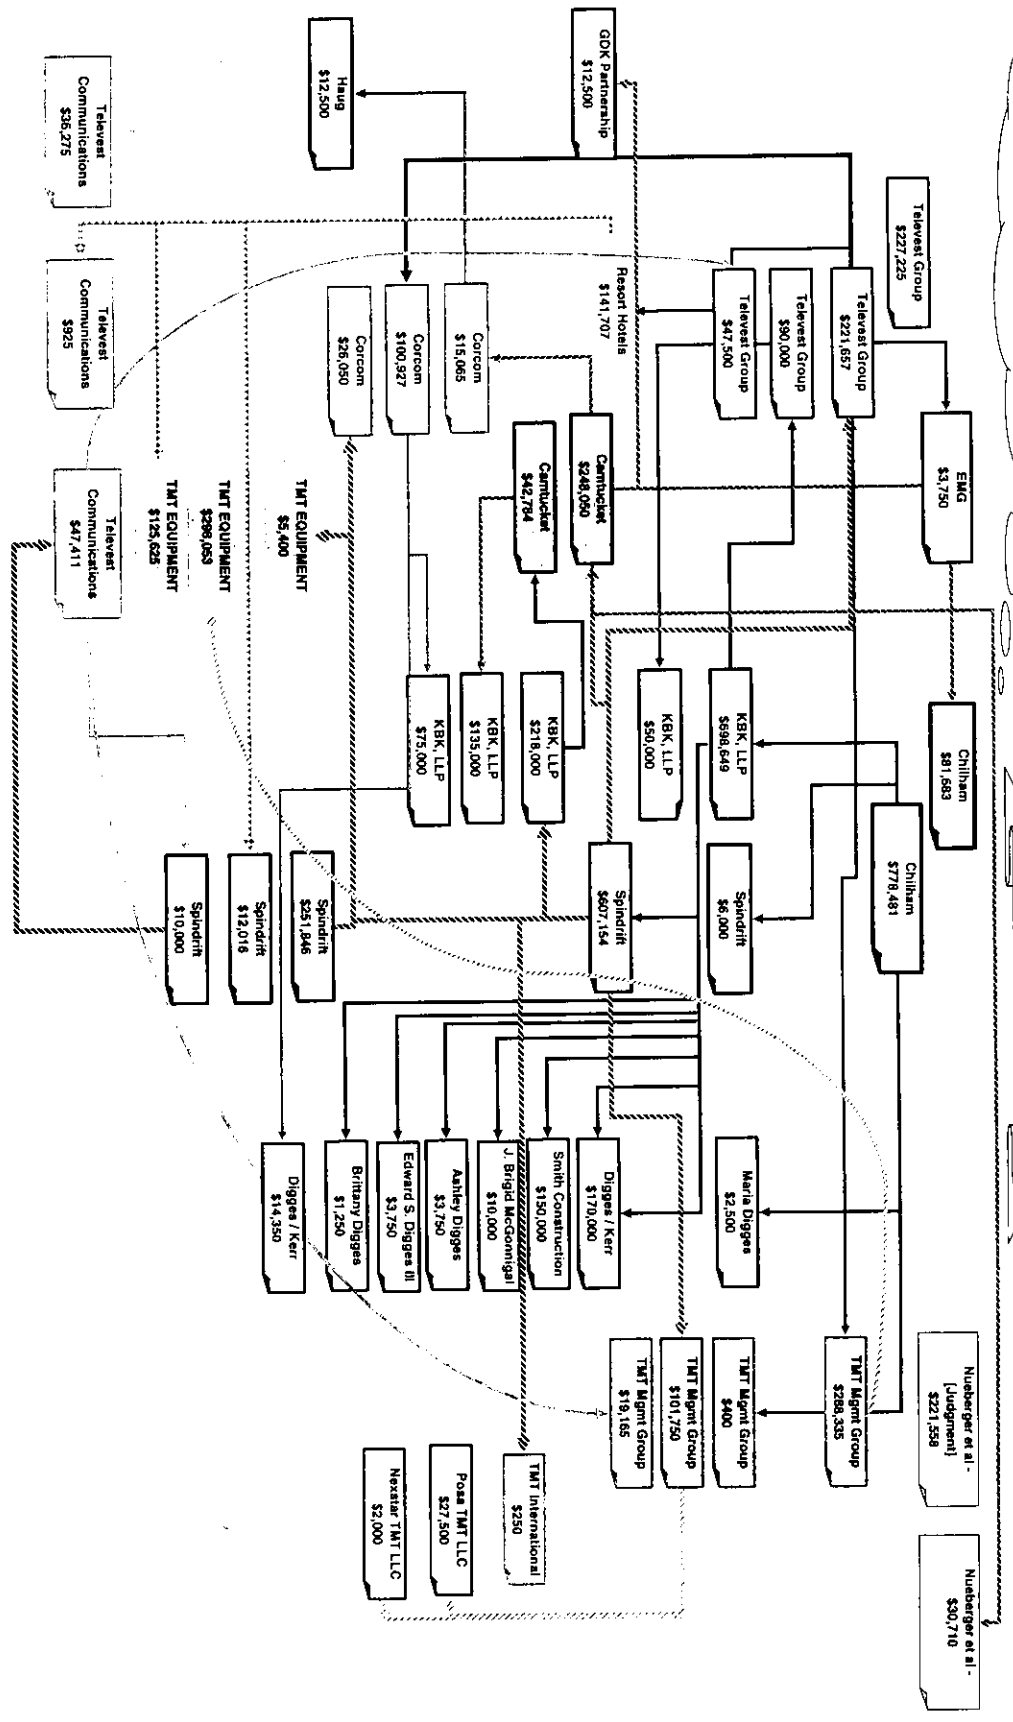 EMG
$3,750
Chilham
$81,683
Nueberger et al -
[Judgment]
$221,558
Nueberger et al -
$30,710
Televest Group
$227,225
Chilham
$778,481
Televest Group
$221,657
TMT Mgmt Group
$288,335
Televest Group
$90,000
Televest Group
$47,500
KBK, LLP
$698,649
Spindrift
$6,000
Maria Digges
$2,500
TMT Mgmt Group
$400
KBK, LLP
$50,000
TMT Mgmt Group
$101,750
Resort Hotels
$141,707
TMT Mgmt Group
$19,165
GDK Partnership
$12,500
Camtucket
$248,050
Spindrift
$607,154
Digges / Kerr
$170,000
Camtucket
$42,784
KBK, LLP
$218,000
Smith Construction
$150,000
TMT International
$250
Corcom
$15,065
KBK, LLP
$135,000
J. Brigid McGonnigal
$10,000
Corcom
$100,927
KBK, LLP
$75,000
Ashley Digges
$3,750
Posa TMT LLC
$27,500
Haug
$12,500
Corcom
$26,050
Edward S. Digges III
$3,750
Nexstar TMT LLC
$2,000
TMT EQUIPMENT
$5,400
Spindrift
$251,846
Brittany Digges
$1,250
TMT EQUIPMENT
$298,053
Spindrift
$12,016
Digges / Kerr
$14,350
TMT EQUIPMENT
$125,625
Spindrift
$10,000
Televest
Communications
$36,275
Televest
Communications
$925
Televest
Communications
$47,411